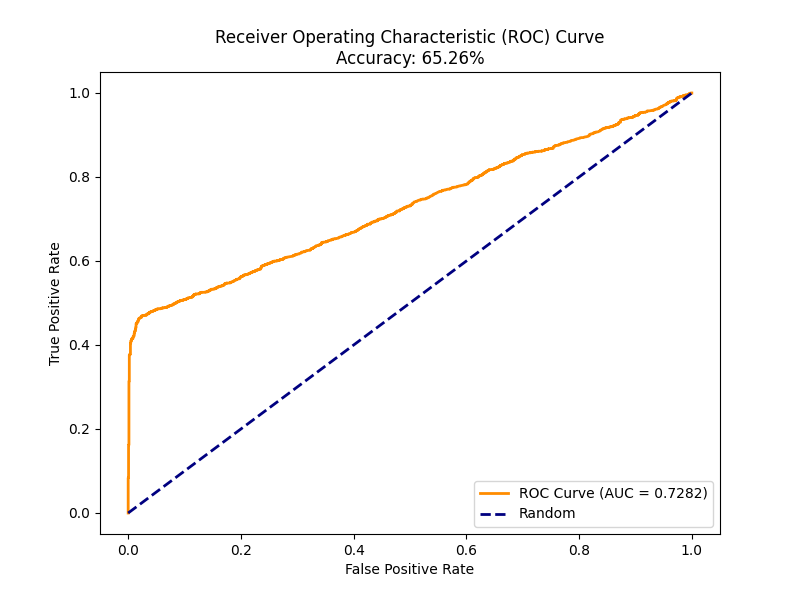 Receiver Operating Characteristic (ROC) Curve
Accuracy: 65.26%
True Positive Rate
1.0
0.8
0.6
0.4
0.2
0.0
0.0 0.2 0.4 0.6 0.8 1.0
False Positive Rate
ROC Curve (AUC = 0.7282)
Random